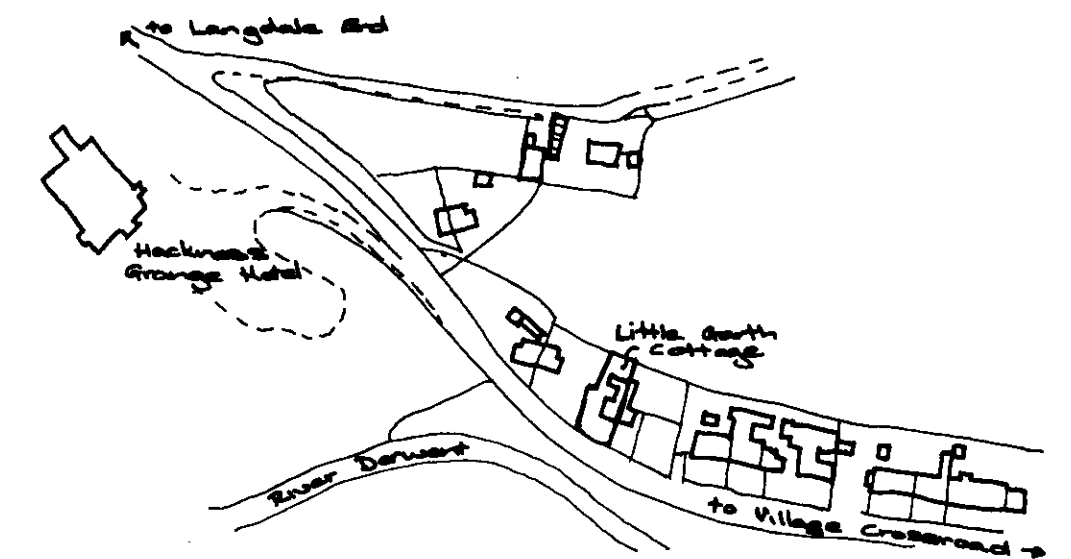 to Langdale End
Hackness
Grange Hotel
Little Garth
Cottage
River Derwent
to Village Crossroad